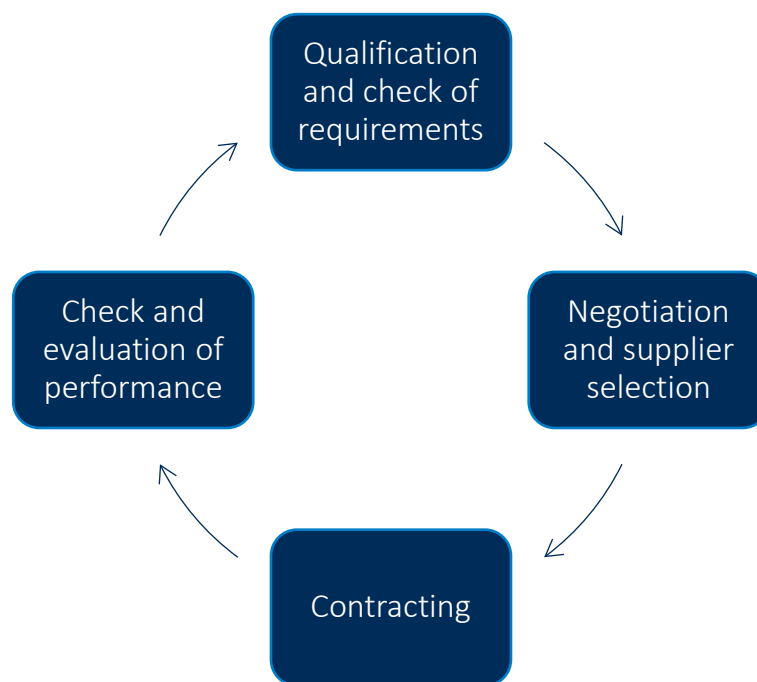 Qualification
and check of
requirements
Check and
evaluation of
performance
Negotiation
and supplier
selection
Contracting